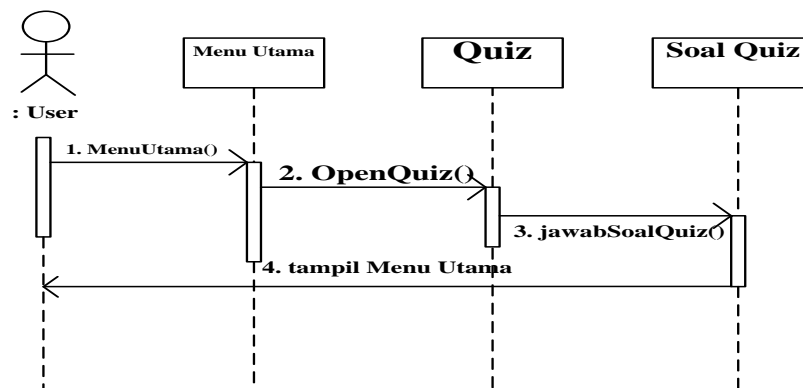 Menu Utama
Quiz
Soal Quiz
: User
1. MenuUtama()
2. OpenQuiz()
3. jawabSoalQuiz()
4. tampil Menu Utama